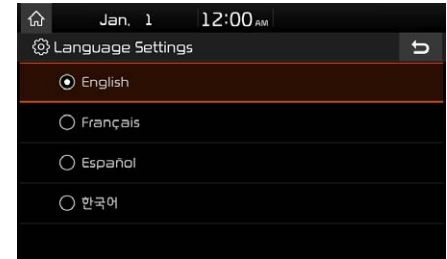 Jan. 1 12:00 AM
Language Settings
English
Français
Español
한국어